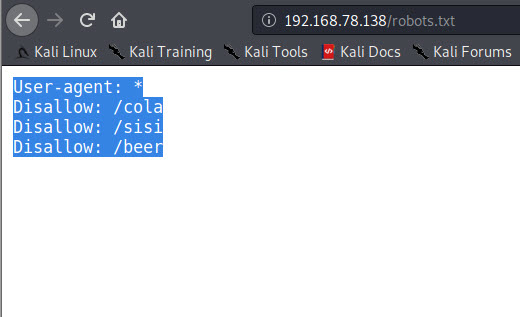 192.168.78.138/robots.txt
Kali Linux Kali Training Kali Tools Kali Docs Kali Forums
User-agent: *
Disallow: /cola
Disallow: /sisi
Disallow: /beer